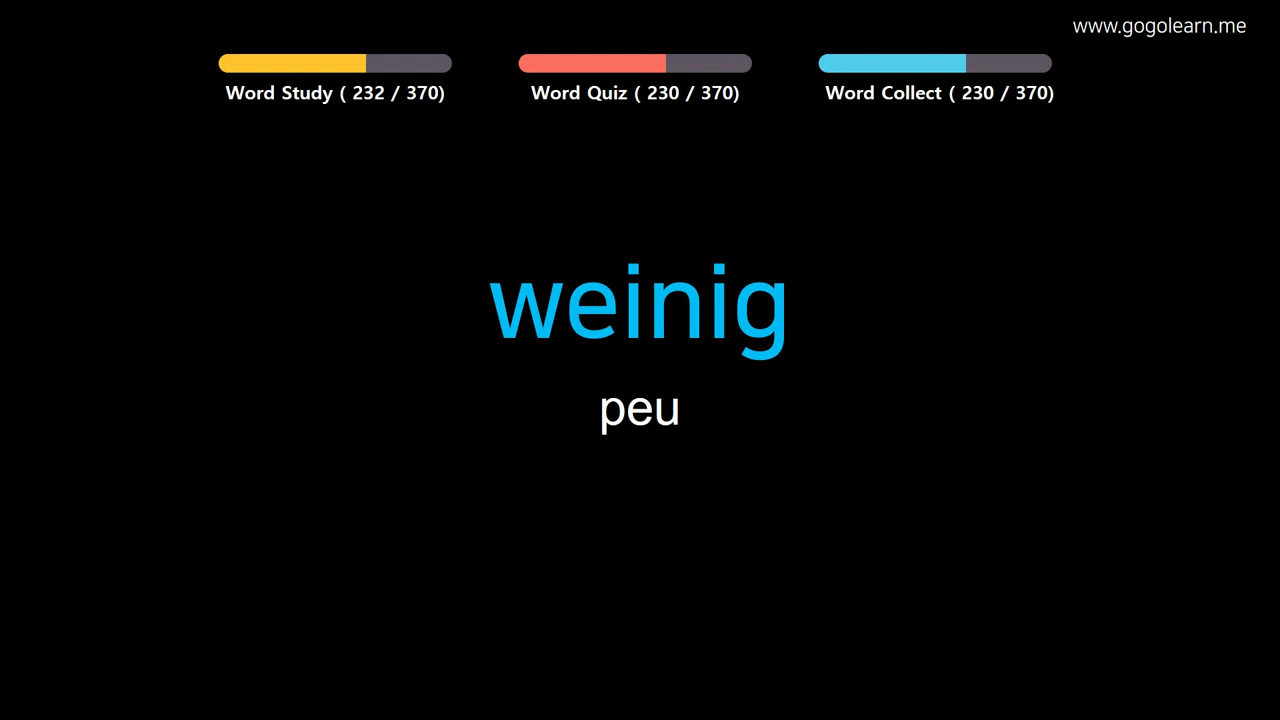 www.gogolearn.me
Word Study ( 232 / 370)
Word Quiz ( 230 / 370)
Word Collect ( 230 / 370)
weinig
peu